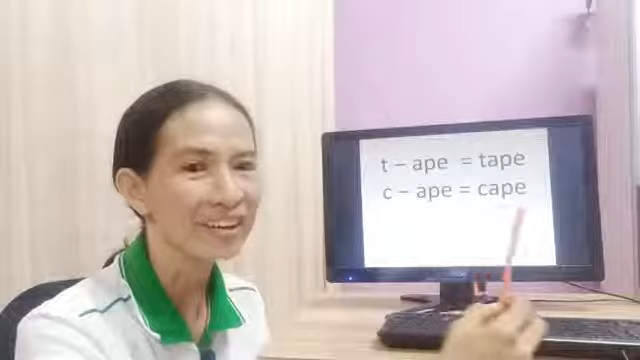 t – ape = tape
c – ape = cape